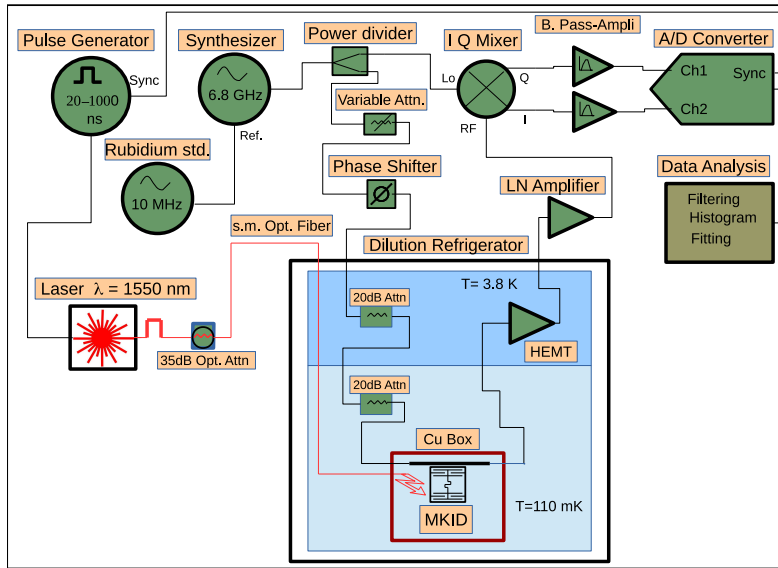 Pulse Generator
Synthesizer
Power divider
I Q Mixer
B. Pass-Ampli
A/D Converter
20–1000
ns
Sync
6.8 GHz
Ref.
Lo
Q
I
RF
Ch1
Ch2
Sync
Variable Attn.
Rubidium std.
10 MHz
Phase Shifter
LN Amplifier
Data Analysis
Filtering
Histogram
Fitting
s.m. Opt. Fiber
Dilution Refrigerator
Laser λ = 1550 nm
35dB Opt. Attn
T= 3.8 K
20dB Attn
HEMT
20dB Attn
Cu Box
MKID
T=110 mK